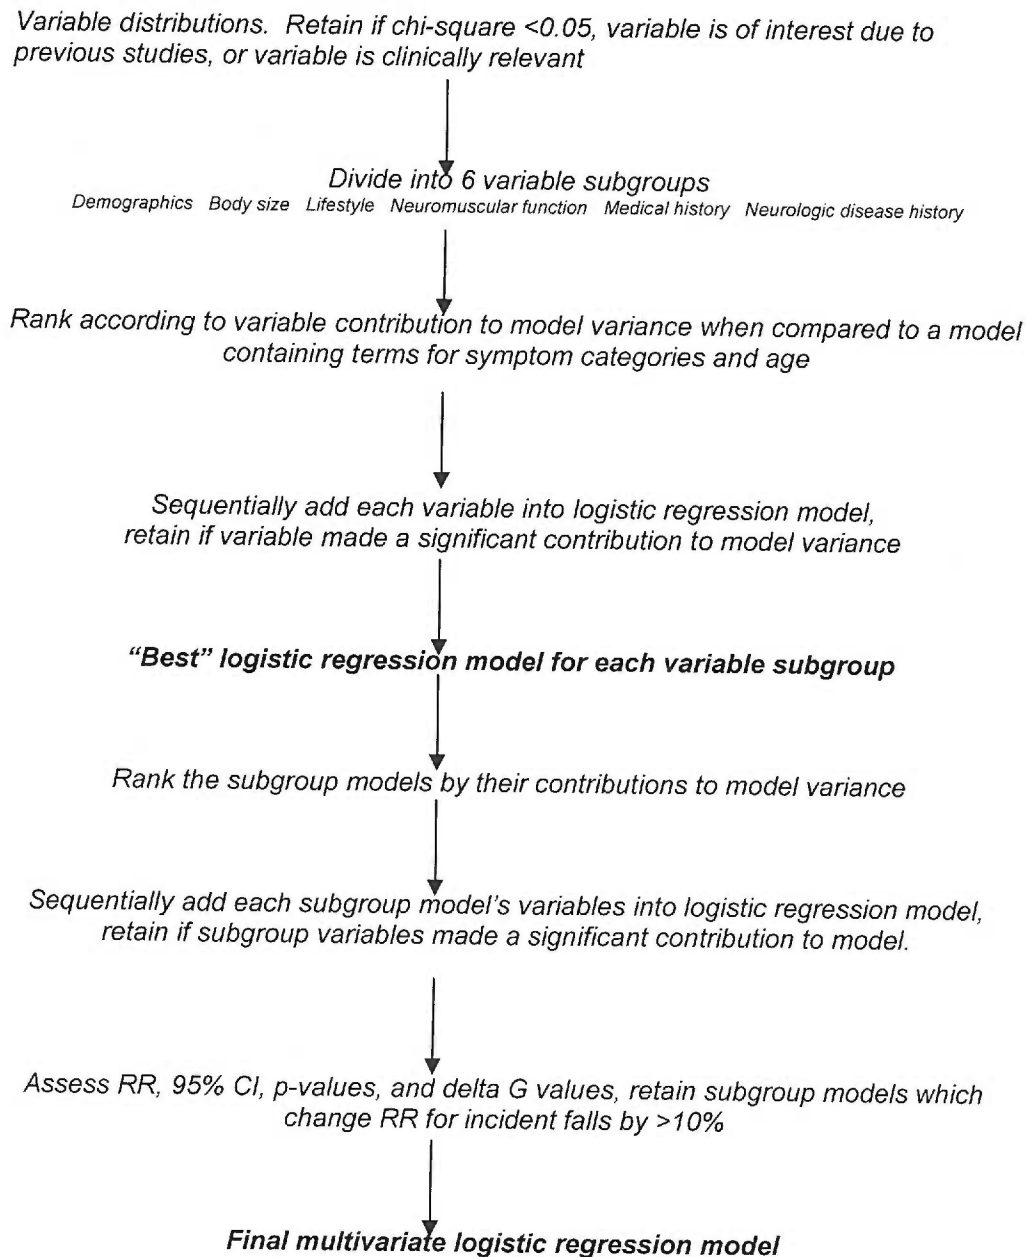 Variable distributions.  Retain if chi-square <0.05, variable is of interest due to
previous studies, or variable is clinically relevant
Divide into 6 variable subgroups
Demographics   Body size   Lifestyle   Neuromuscular function   Medical history   Neurologic disease history
Rank according to variable contribution to model variance when compared to a model
containing terms for symptom categories and age
Sequentially add each variable into logistic regression model,
retain if variable made a significant contribution to model variance
“Best” logistic regression model for each variable subgroup
Rank the subgroup models by their contributions to model variance
Sequentially add each subgroup model's variables into logistic regression model,
retain if subgroup variables made a significant contribution to model.
Assess RR, 95% CI, p-values, and delta G values, retain subgroup models which
change RR for incident falls by >10%
Final multivariate logistic regression model